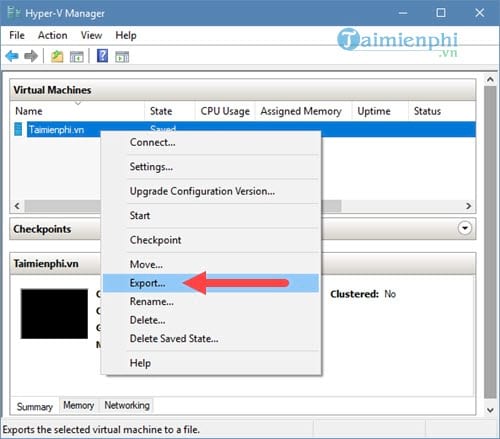 Hyper-V Manager
File Action View Help
Taimienphi
.vn
Virtual Machines
Name State CPU Usage Assigned Memory Uptime Status
Taimienphi.vn Saved
Connect...
Settings...
Upgrade Configuration Version...
Start
Checkpoint
Checkpoints
Move...
Taimienphi.vn
Export...
Clustered: No
Rename...
Delete...
Delete Saved State...
Help
Summary Memory Networking
Exports the selected virtual machine to a file.